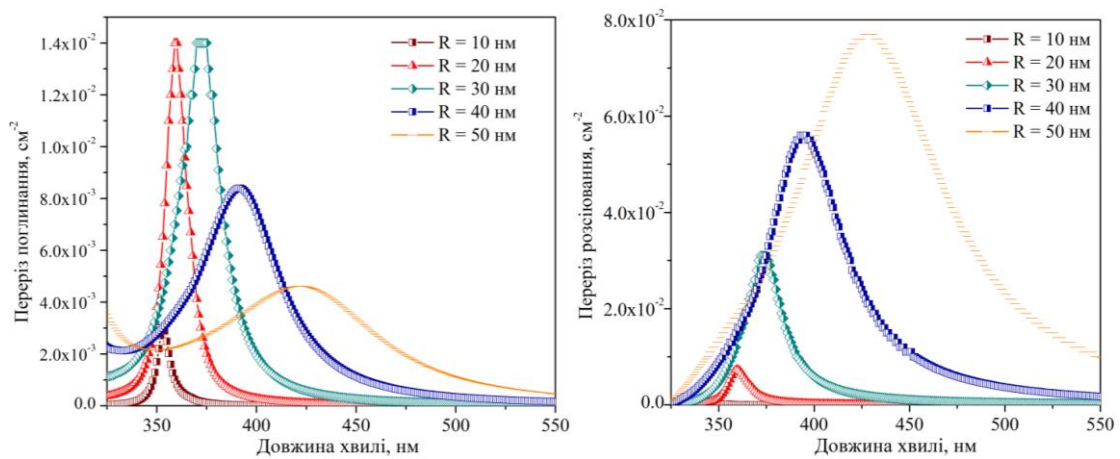 Переріз поглинання, см⁻²
1.4x10⁻²
1.2x10⁻²
1.0x10⁻²
8.0x10⁻³
6.0x10⁻³
4.0x10⁻³
2.0x10⁻³
0.0
350 400 450 500 550
Довжина хвилі, нм
R = 10 нм
R = 20 нм
R = 30 нм
R = 40 нм
R = 50 нм
Переріз розсіювання, см⁻²
8.0x10⁻²
6.0x10⁻²
4.0x10⁻²
2.0x10⁻²
0.0
350 400 450 500 550
Довжина хвилі, нм
R = 10 нм
R = 20 нм
R = 30 нм
R = 40 нм
R = 50 нм